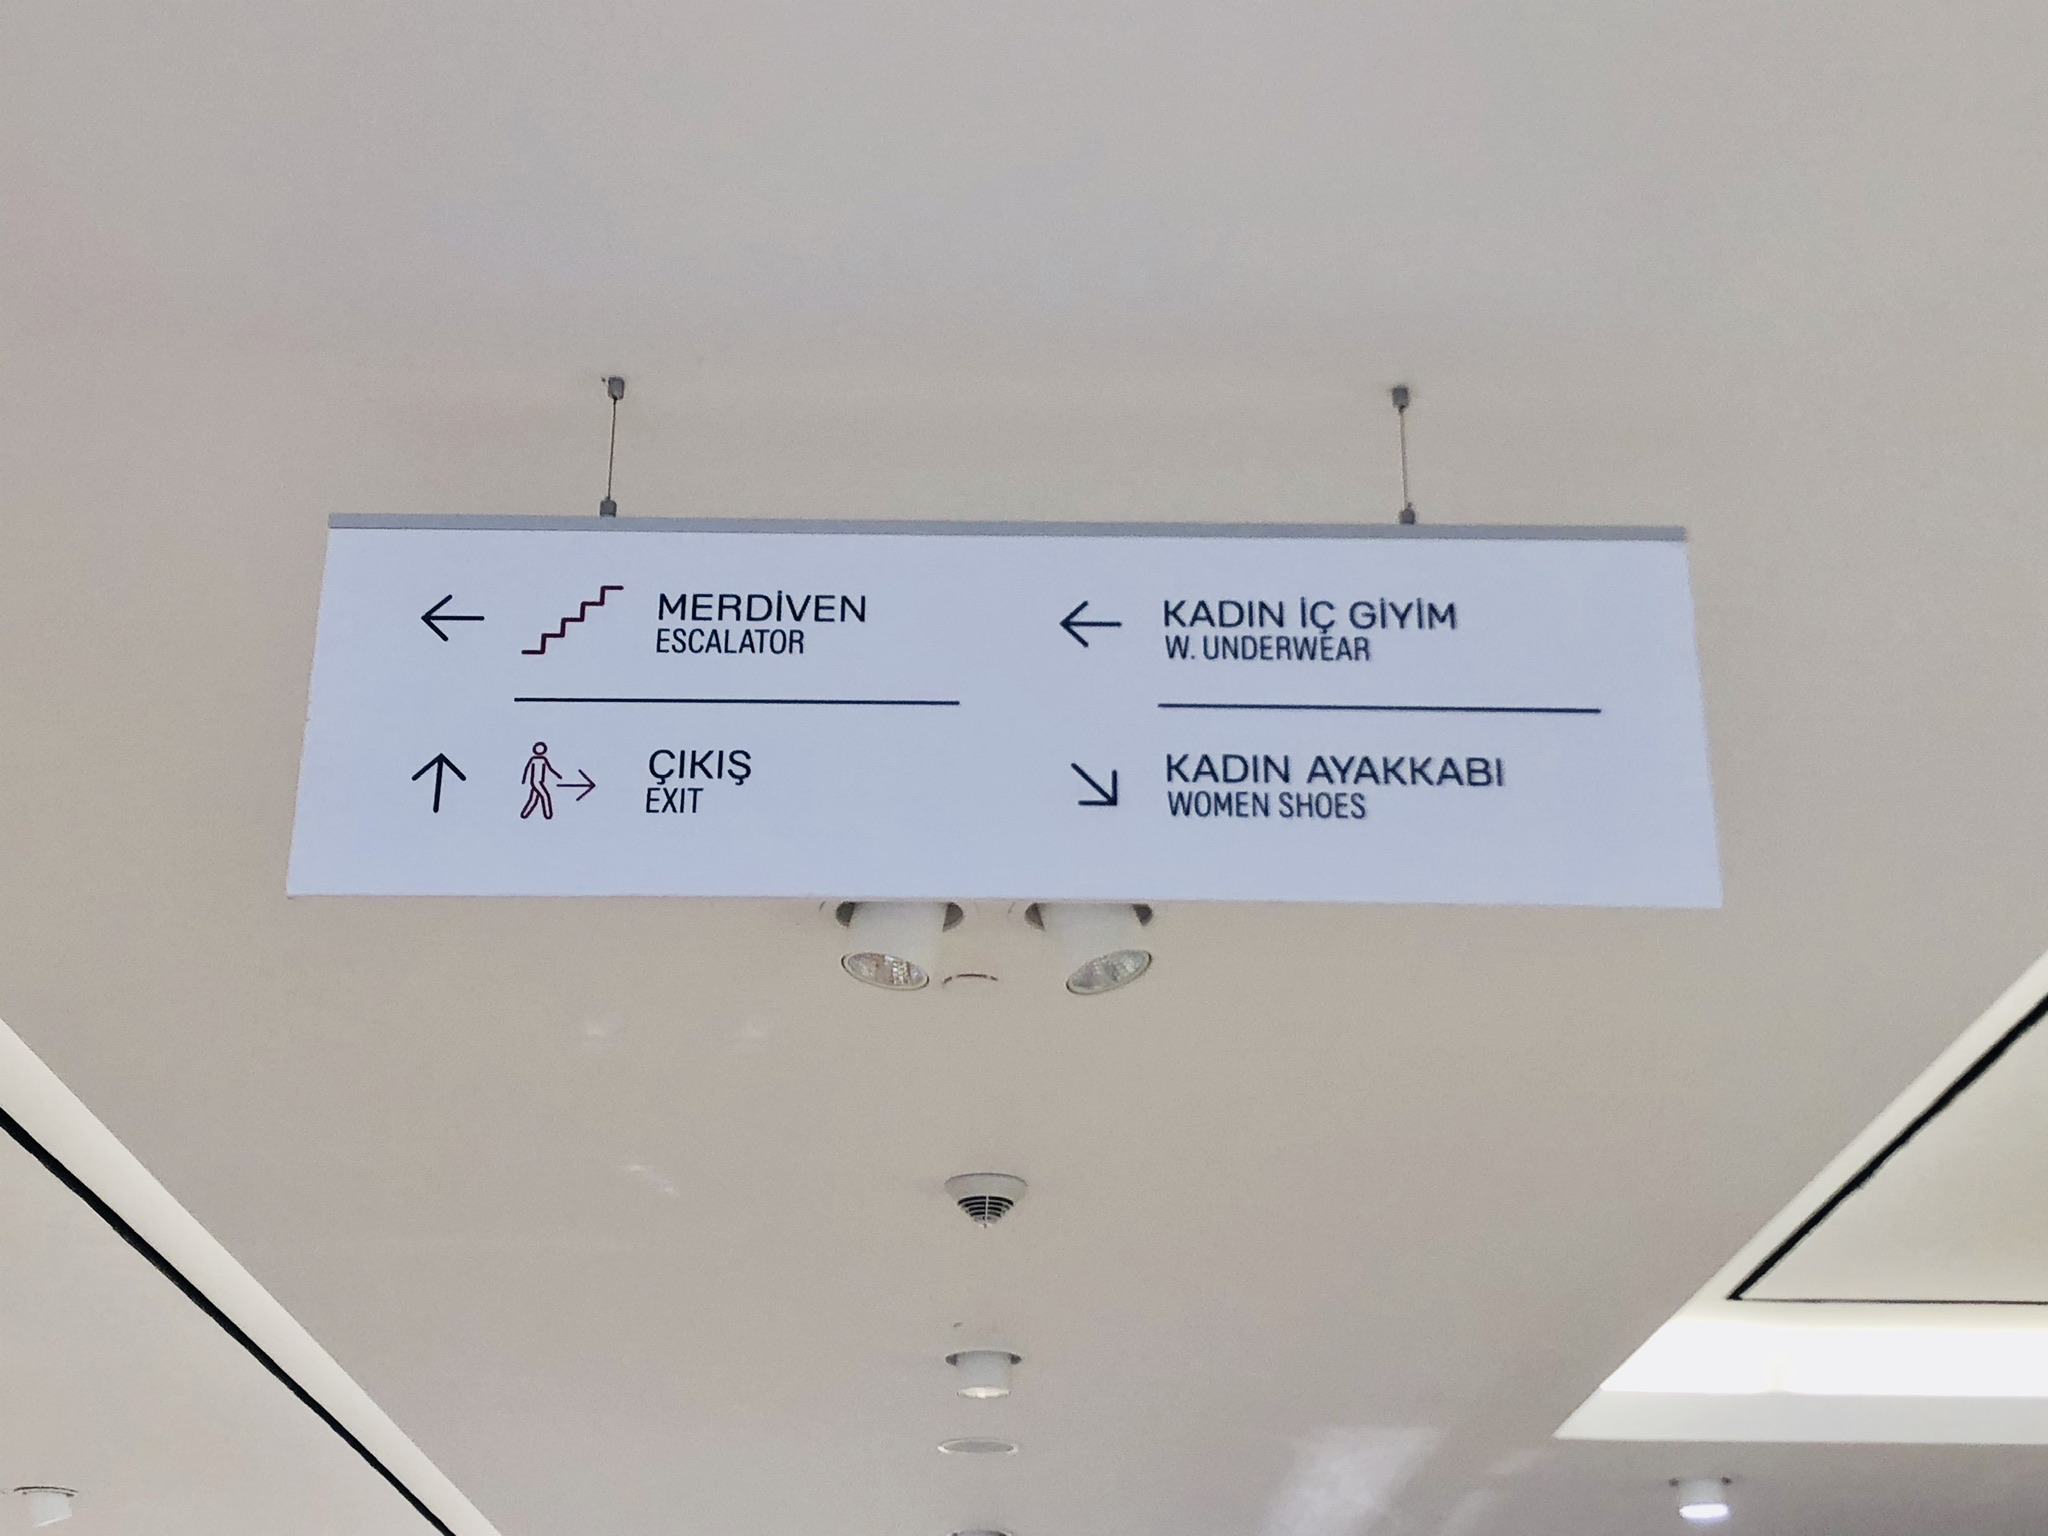 MERDİVEN
ESCALATOR
ÇIKIŞ
EXIT
KADIN İÇ GİYİM
W. UNDERWEAR
KADIN AYAKKABI
WOMEN SHOES